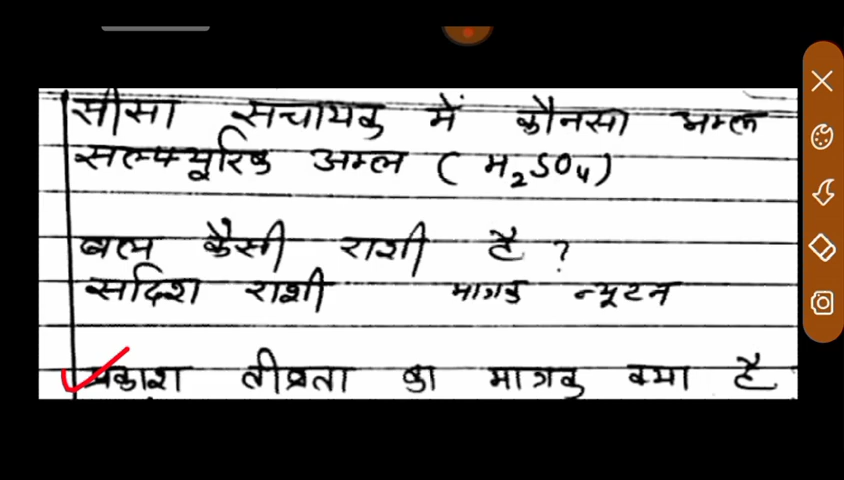 सीसा सचायक में कौनसा अम्ल
सल्फ्यूरिक अम्ल ( H₂SO₄)
बल कैसी राशी है ?
सदिश राशी मात्रक न्यूटन
प्रकाश तीव्रता का मात्रक क्या है